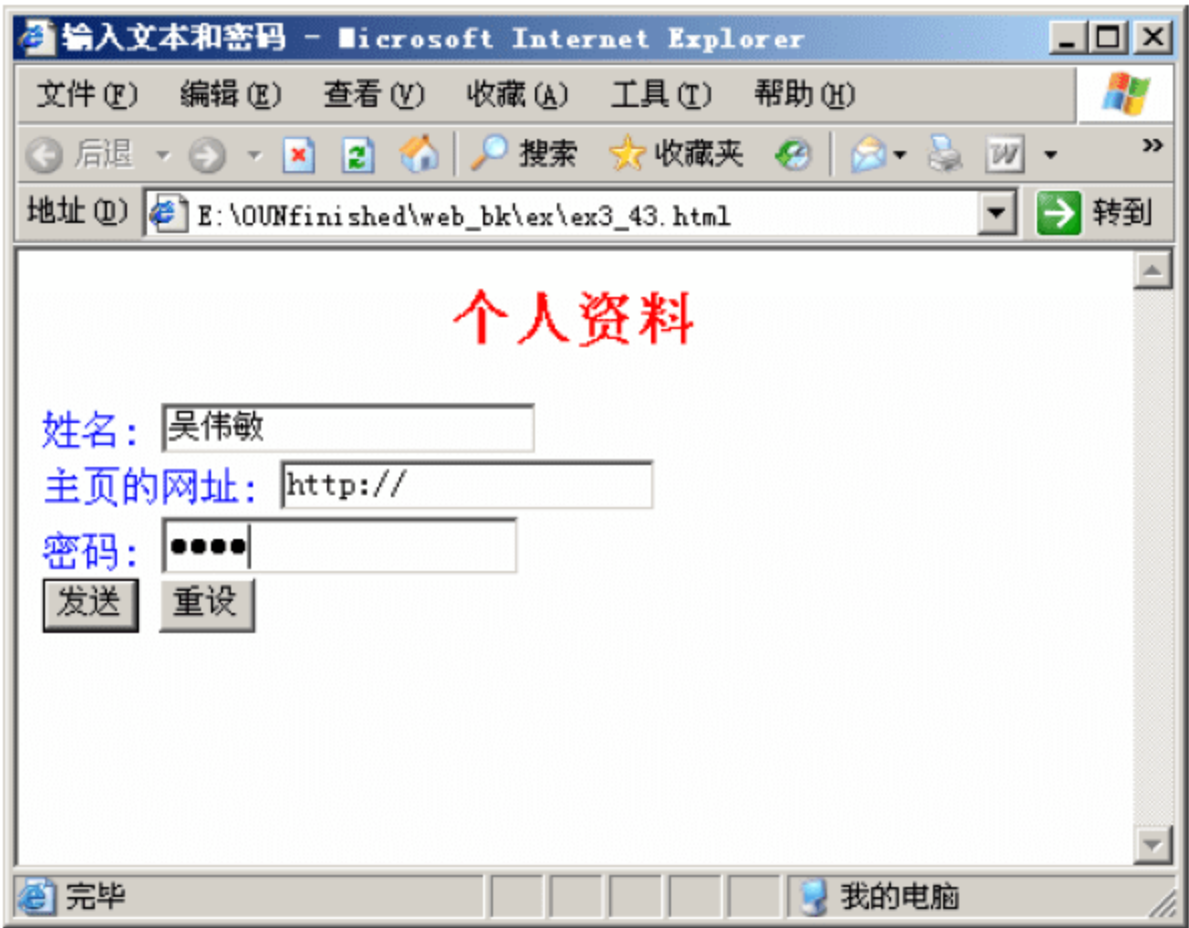 输入文本和密码 - Microsoft Internet Explorer
文件(F) 编辑(E) 查看(V) 收藏(A) 工具(T) 帮助(H)
后退 搜索 收藏夹 W »
地址(D) E:\OUNfinished\web_bk\ex\ex3_43.html 转到
个人资料
姓名: 吴伟敏
主页的网址: http://
密码: ●●●●
发送 重设
完毕 我的电脑